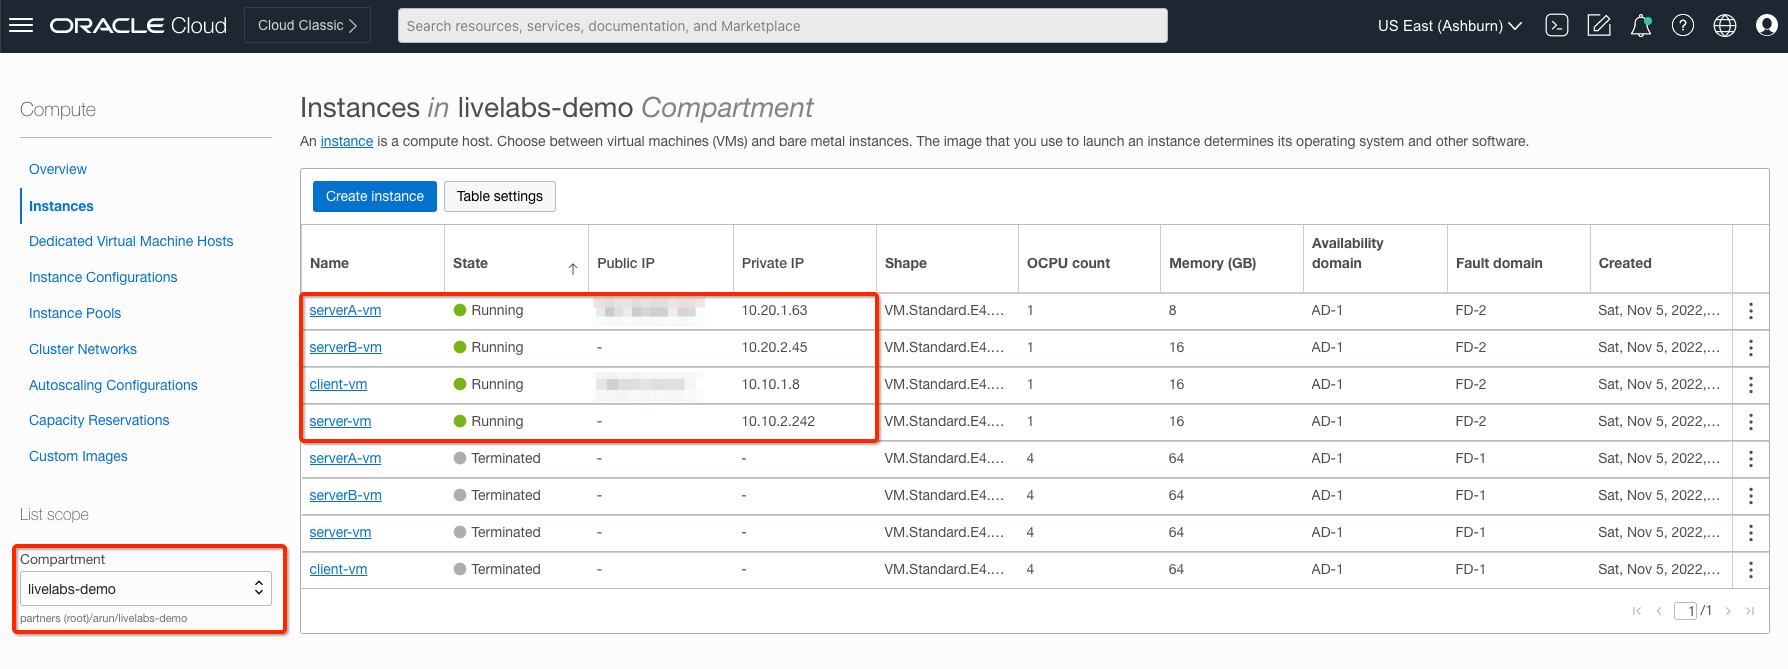 ORACLE Cloud
Cloud Classic
Search resources, services, documentation, and Marketplace
US East (Ashburn)
Compute
Overview
Instances
Dedicated Virtual Machine Hosts
Instance Configurations
Instance Pools
Cluster Networks
Autoscaling Configurations
Capacity Reservations
Custom Images
List scope
Compartment
livelabs-demo
partners (root)/arun/livelabs-demo
Instances in livelabs-demo Compartment
An instance is a compute host. Choose between virtual machines (VMs) and bare metal instances. The image that you use to launch an instance determines its operating system and other software.
Create instance Table settings
Name State Public IP Private IP Shape OCPU count Memory (GB) Availability domain Fault domain Created
serverA-vm Running 10.20.1.63 VM.Standard.E4.... 1 8 AD-1 FD-2 Sat, Nov 5, 2022,...
serverB-vm Running - 10.20.2.45 VM.Standard.E4.... 1 16 AD-1 FD-2 Sat, Nov 5, 2022,...
client-vm Running 10.10.1.8 VM.Standard.E4.... 1 16 AD-1 FD-2 Sat, Nov 5, 2022,...
server-vm Running - 10.10.2.242 VM.Standard.E4.... 1 16 AD-1 FD-2 Sat, Nov 5, 2022,...
serverA-vm Terminated - - VM.Standard.E4.... 4 64 AD-1 FD-1 Sat, Nov 5, 2022,...
serverB-vm Terminated - - VM.Standard.E4.... 4 64 AD-1 FD-1 Sat, Nov 5, 2022,...
server-vm Terminated - - VM.Standard.E4.... 4 64 AD-1 FD-1 Sat, Nov 5, 2022,...
client-vm Terminated - - VM.Standard.E4.... 4 64 AD-1 FD-1 Sat, Nov 5, 2022,...
1 /1